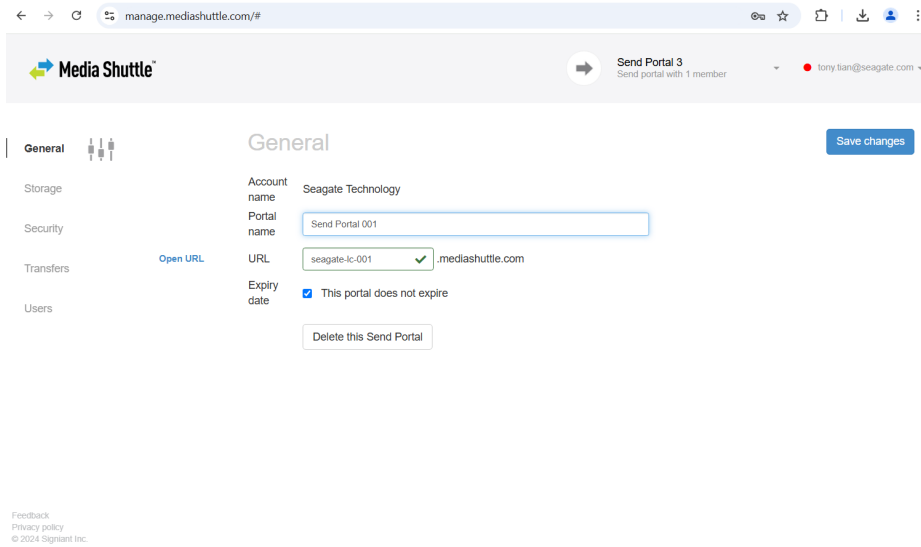 manage.mediashuttle.com/#
Media Shuttle™
Send Portal 3
Send portal with 1 member
tony.tian@seagate.com
General
Storage
Security
Transfers
Users
General
Save changes
Account name Seagate Technology
Portal name Send Portal 001
Open URL
URL seagate-lc-001 .mediashuttle.com
Expiry date This portal does not expire
Delete this Send Portal
Feedback
Privacy policy
© 2024 Signiant Inc.